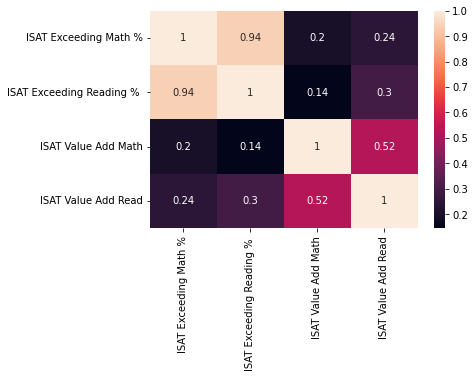 ISAT Exceeding Math % 1 0.94 0.2 0.24
ISAT Exceeding Reading % 0.94 1 0.14 0.3
ISAT Value Add Math 0.2 0.14 1 0.52
ISAT Value Add Read 0.24 0.3 0.52 1
ISAT Exceeding Math %
ISAT Exceeding Reading %
ISAT Value Add Math
ISAT Value Add Read
1.0
0.9
0.8
0.7
0.6
0.5
0.4
0.3
0.2